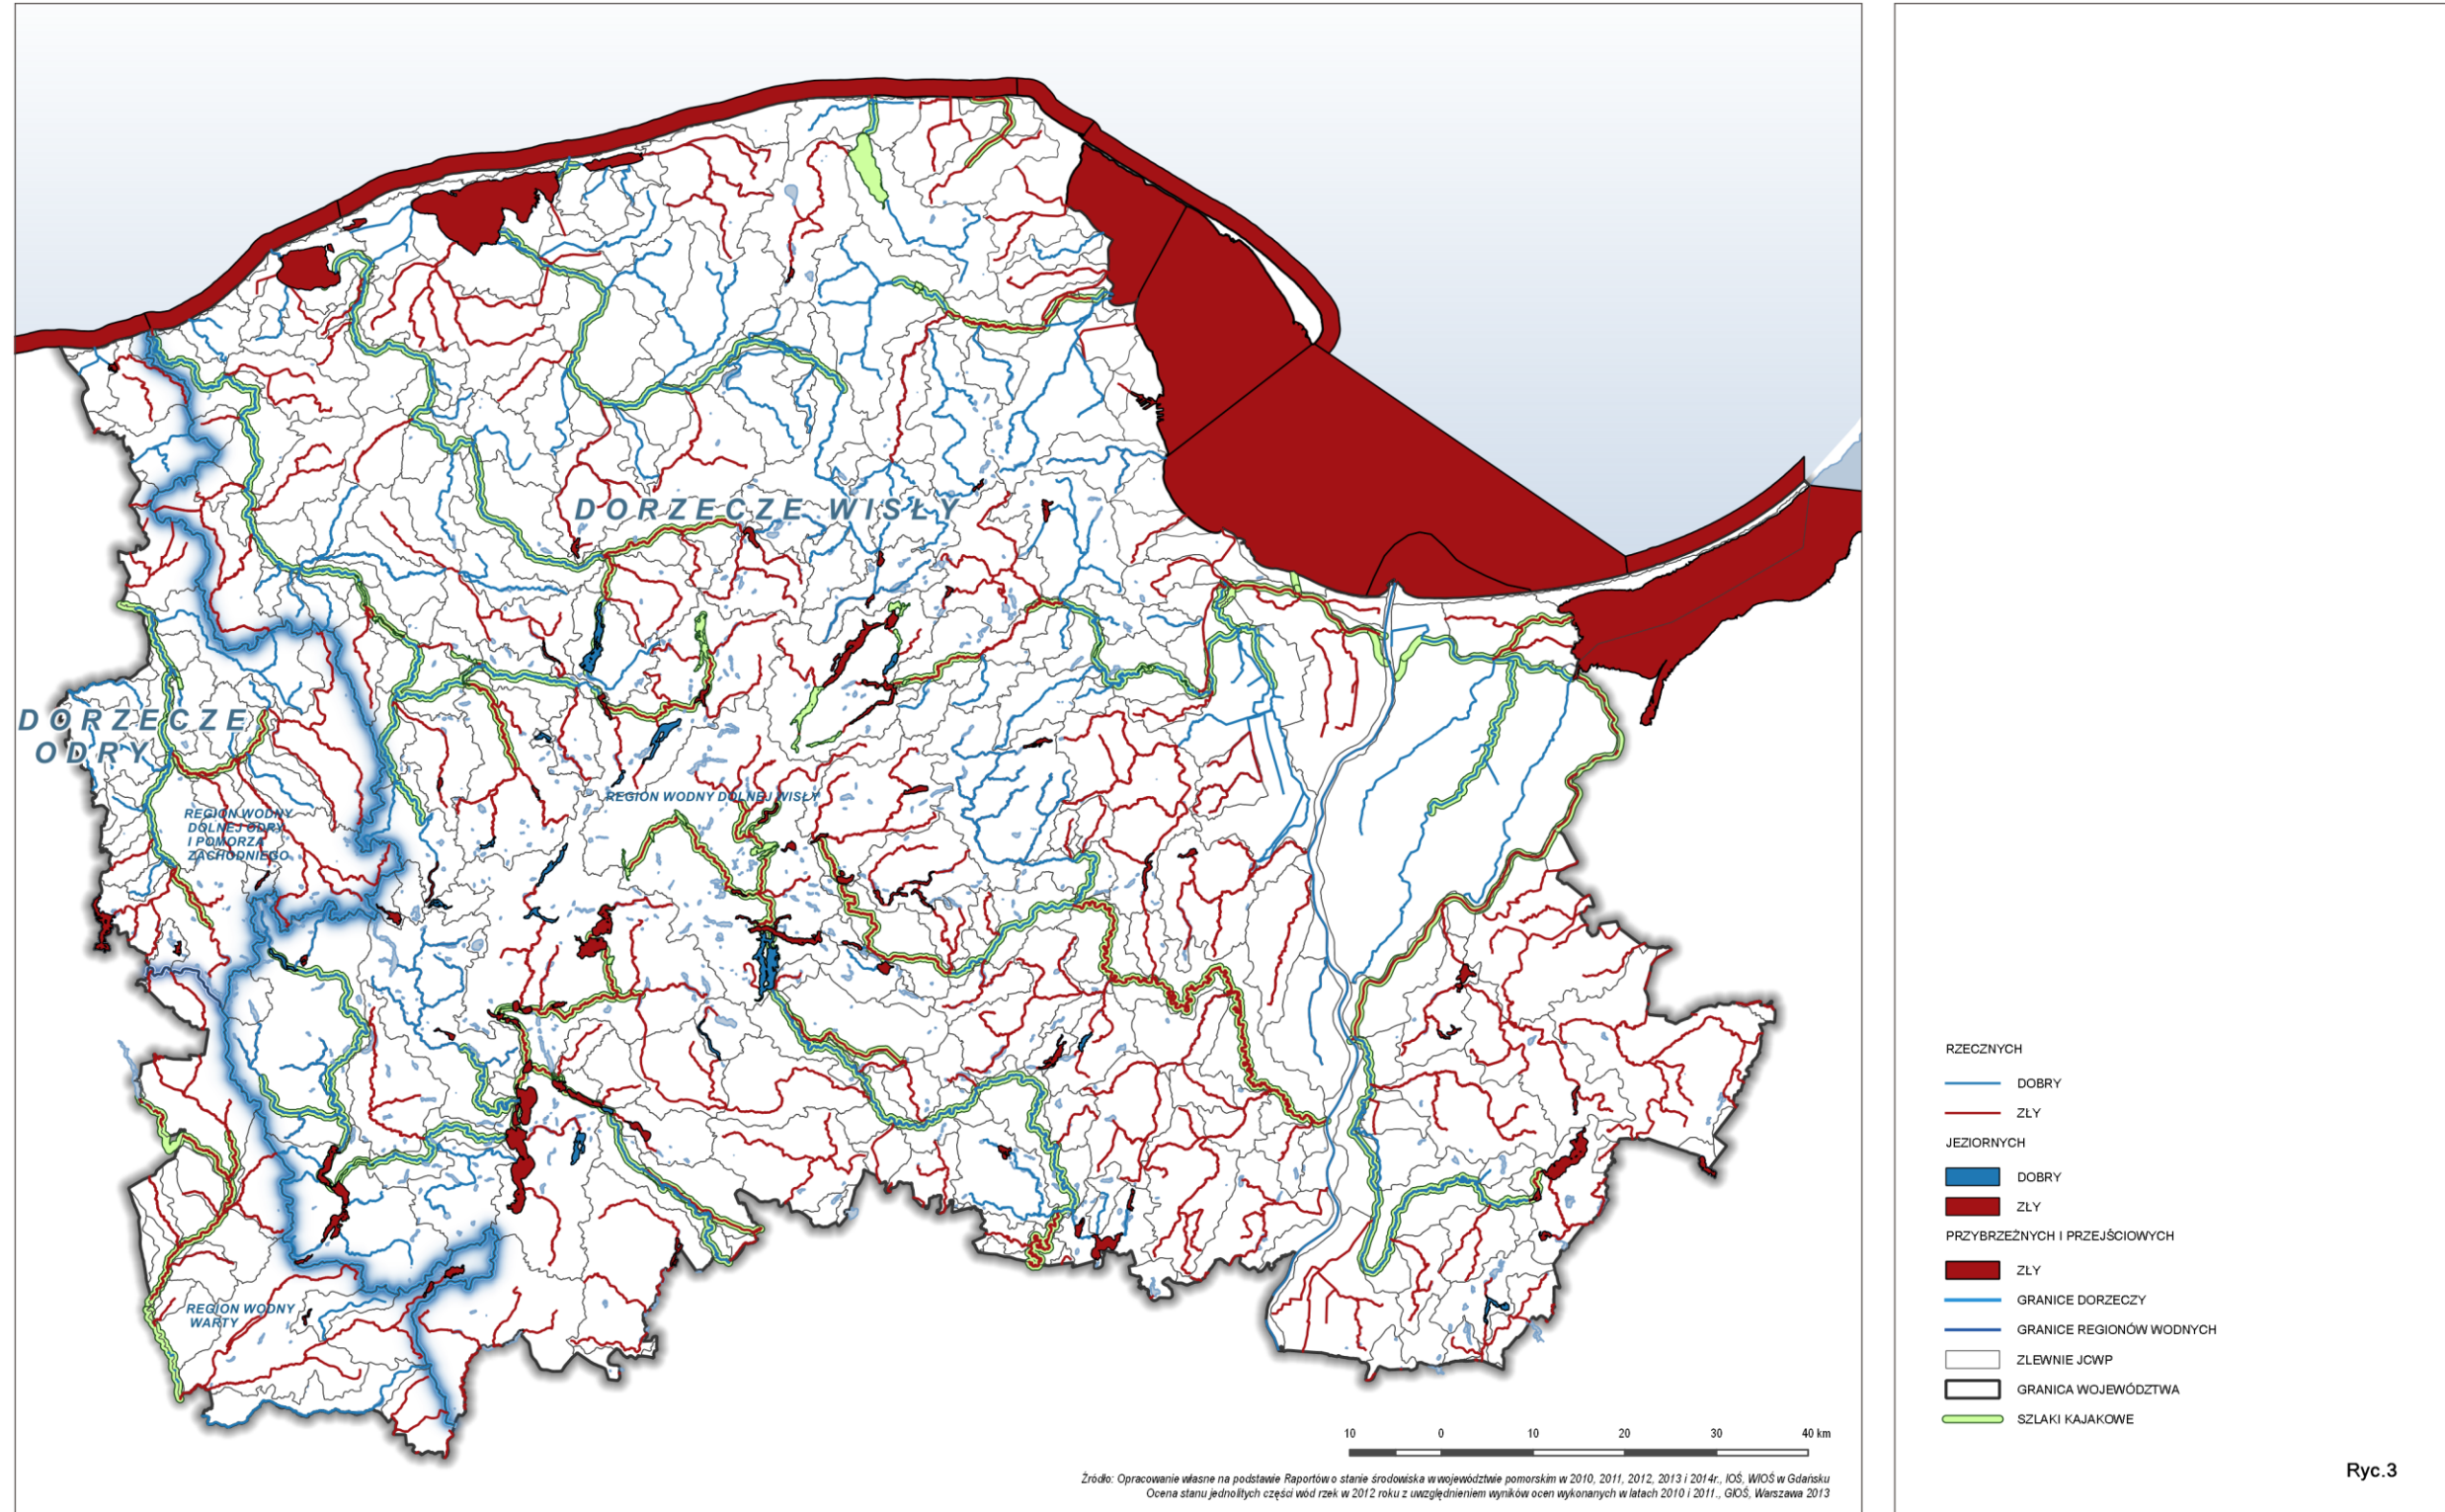 DORZECZE WISŁY
DORZECZE
ODRY
REGION WODNY DOLNEJ WISŁY
REGION WODNY
DOLNEJ ODRY
I POMORZA
ZACHODNIEGO
REGION WODNY
WARTY
RZECZNYCH
DOBRY
ZŁY
JEZIORNYCH
DOBRY
ZŁY
PRZYBRZEŻNYCH I PRZEJŚCIOWYCH
ZŁY
GRANICE DORZECZY
GRANICE REGIONÓW WODNYCH
ZLEWNIE JCWP
GRANICA WOJEWÓDZTWA
SZLAKI KAJAKOWE
10 0 10 20 30 40 km
Źródło: Opracowanie własne na podstawie Raportów o stanie środowiska w województwie pomorskim w 2010, 2011, 2012, 2013 i 2014r., IOŚ, WIOŚ w Gdańsku
Ocena stanu jednolitych części wód rzek w 2012 roku z uwzględnieniem wyników ocen wykonanych w latach 2010 i 2011., GIOŚ, Warszawa 2013
Ryc.3